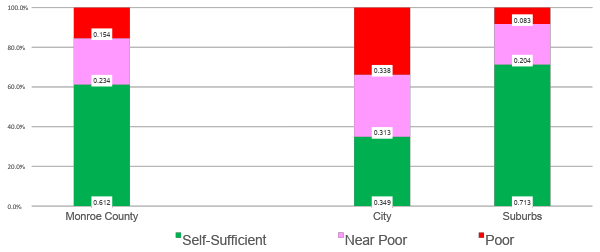 100.0%
80.0%
60.0%
40.0%
20.0%
0.0%
0.154
0.234
0.612
0.338
0.313
0.349
0.083
0.204
0.713
Monroe County
City
Suburbs
Self-Sufficient
Near Poor
Poor